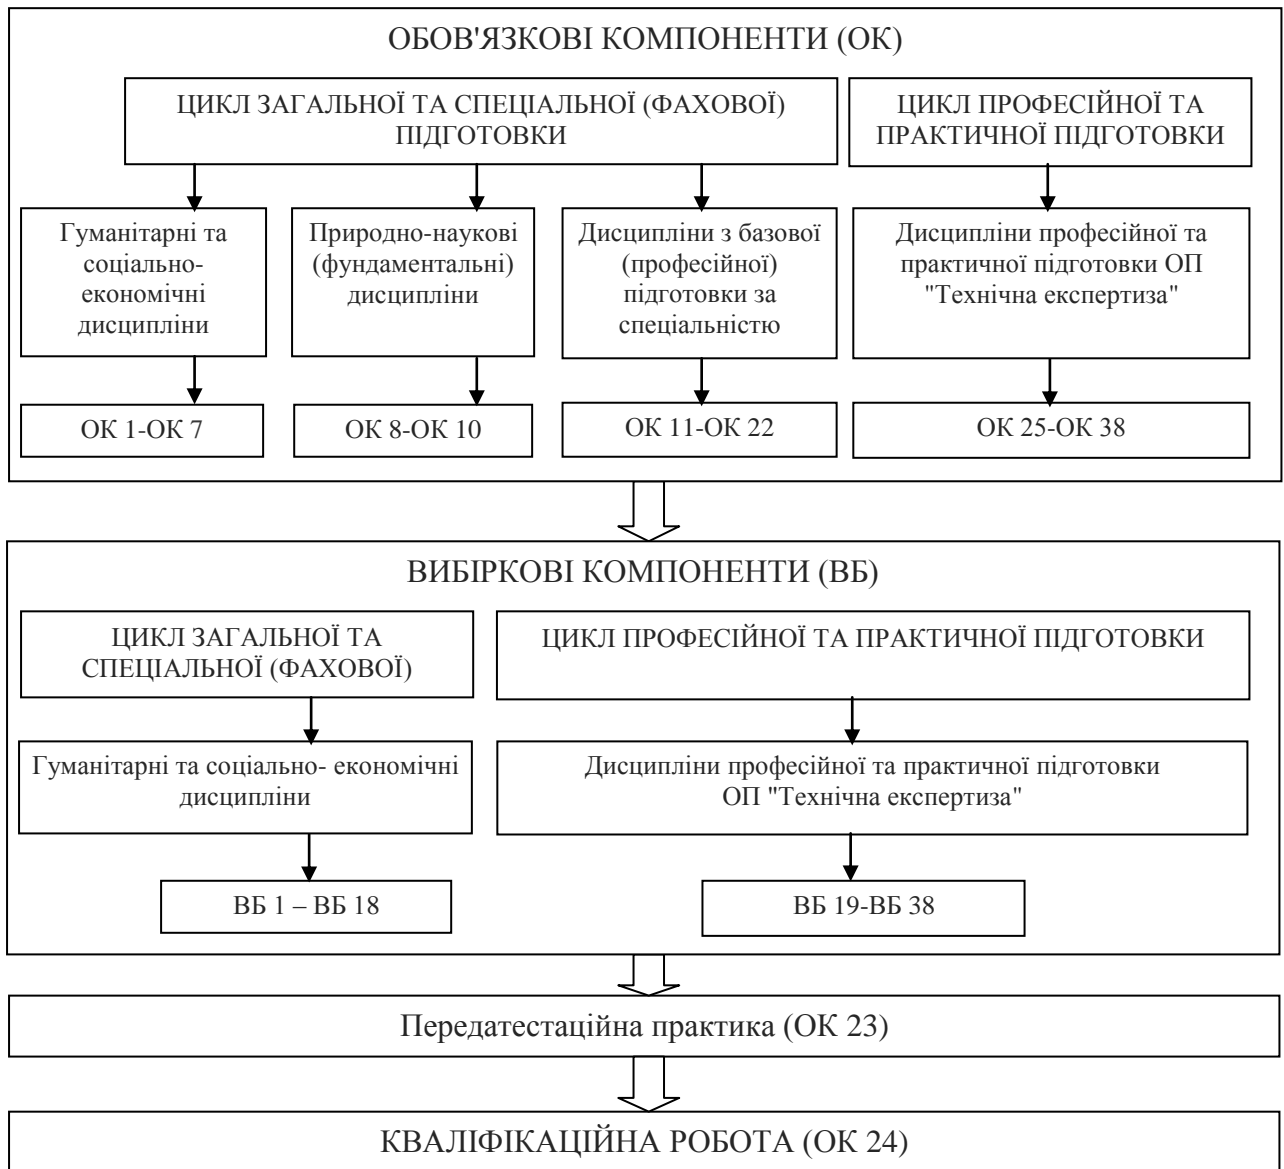 ОБОВ'ЯЗКОВІ КОМПОНЕНТИ (ОК)
ЦИКЛ ЗАГАЛЬНОЇ ТА СПЕЦІАЛЬНОЇ (ФАХОВОЇ)
ПІДГОТОВКИ
ЦИКЛ ПРОФЕСІЙНОЇ ТА
ПРАКТИЧНОЇ ПІДГОТОВКИ
Гуманітарні та
соціально-
економічні
дисципліни
Природно-наукові
(фундаментальні)
дисципліни
Дисципліни з базової
(професійної)
підготовки за
спеціальністю
Дисципліни професійної та
практичної підготовки ОП
"Технічна експертиза"
ОК 1-ОК 7
ОК 8-ОК 10
ОК 11-ОК 22
ОК 25-ОК 38
ВИБІРКОВІ КОМПОНЕНТИ (ВБ)
ЦИКЛ ЗАГАЛЬНОЇ ТА
СПЕЦІАЛЬНОЇ (ФАХОВОЇ)
ЦИКЛ ПРОФЕСІЙНОЇ ТА ПРАКТИЧНОЇ ПІДГОТОВКИ
Гуманітарні та соціально- економічні
дисципліни
Дисципліни професійної та практичної підготовки
ОП "Технічна експертиза"
ВБ 1 – ВБ 18
ВБ 19-ВБ 38
Передатестаційна практика (ОК 23)
КВАЛІФІКАЦІЙНА РОБОТА (ОК 24)